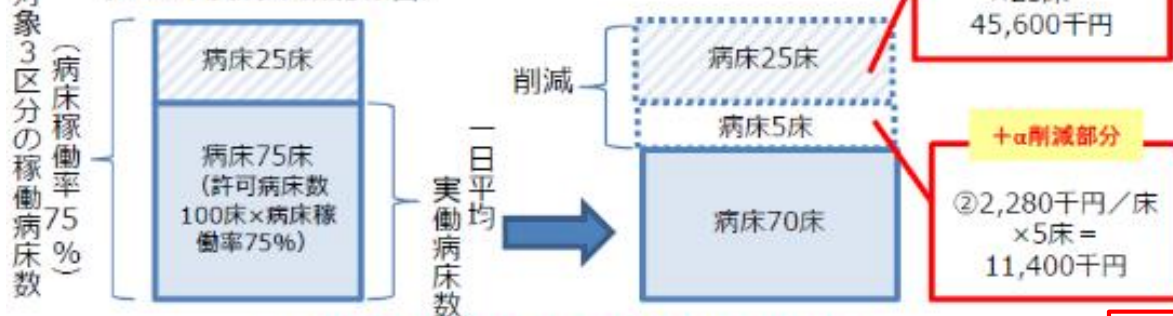 象３区分の稼働病床数
（病床稼働率75％）
病床25床
病床75床
（許可病床数
100床×病床稼
働率75%）
一日平均
実働病床数
削減
病床25床
病床5床
病床70床
45,600千円
＋α削減部分
②2,280千円／床
×5床＝
11,400千円